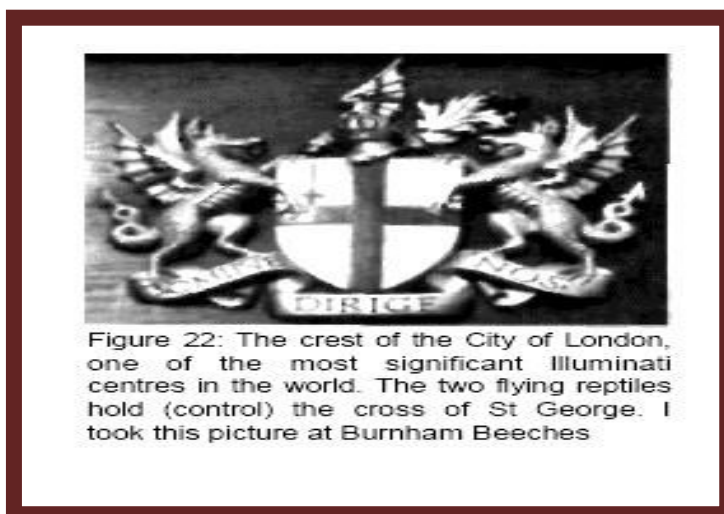 DOMINE
DIRIGE
NOS
Figure 22: The crest of the City of London,
one of the most significant Illuminati
centres in the world. The two flying reptiles
hold (control) the cross of St George. I
took this picture at Burnham Beeches